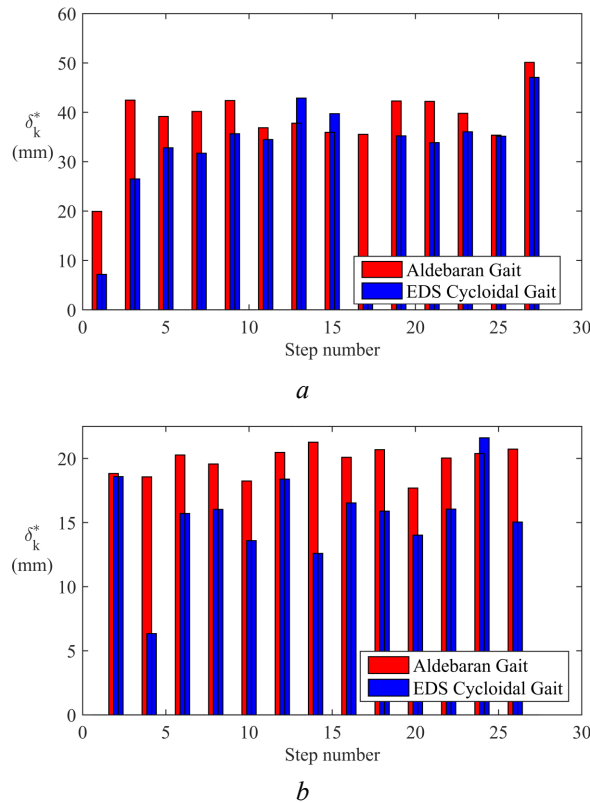 60
50
40
30
20
10
0
δ*k
(mm)
Aldebaran Gait
EDS Cycloidal Gait
0 5 10 15 20 25 30
Step number
a
20
15
10
5
0
δ*k
(mm)
Aldebaran Gait
EDS Cycloidal Gait
0 5 10 15 20 25 30
Step number
b